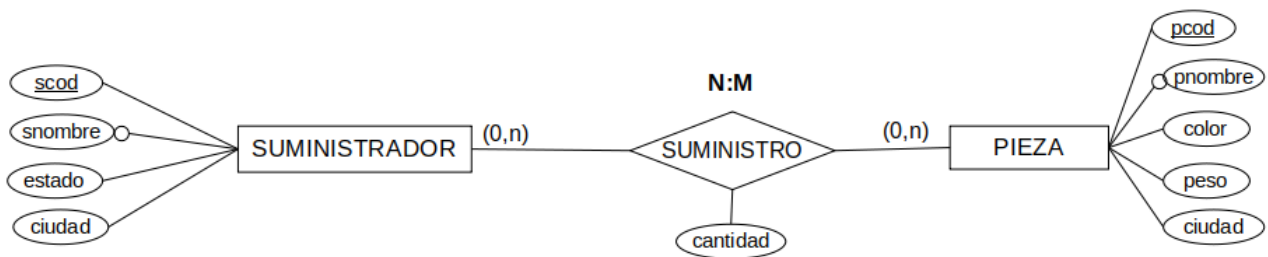 scod
snombre
estado
ciudad
SUMINISTRADOR
(0,n)
N:M
SUMINISTRO
cantidad
(0,n)
PIEZA
pcod
pnombre
color
peso
ciudad